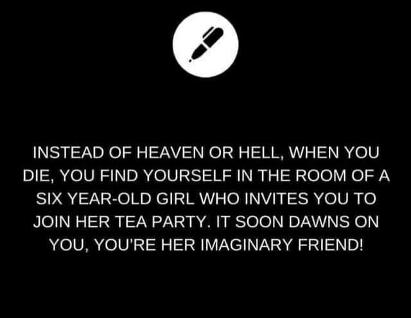 INSTEAD OF HEAVEN OR HELL, WHEN YOU
DIE, YOU FIND YOURSELF IN THE ROOM OF A
SIX YEAR-OLD GIRL WHO INVITES YOU TO
JOIN HER TEA PARTY. IT SOON DAWNS ON
YOU, YOU'RE HER IMAGINARY FRIEND!